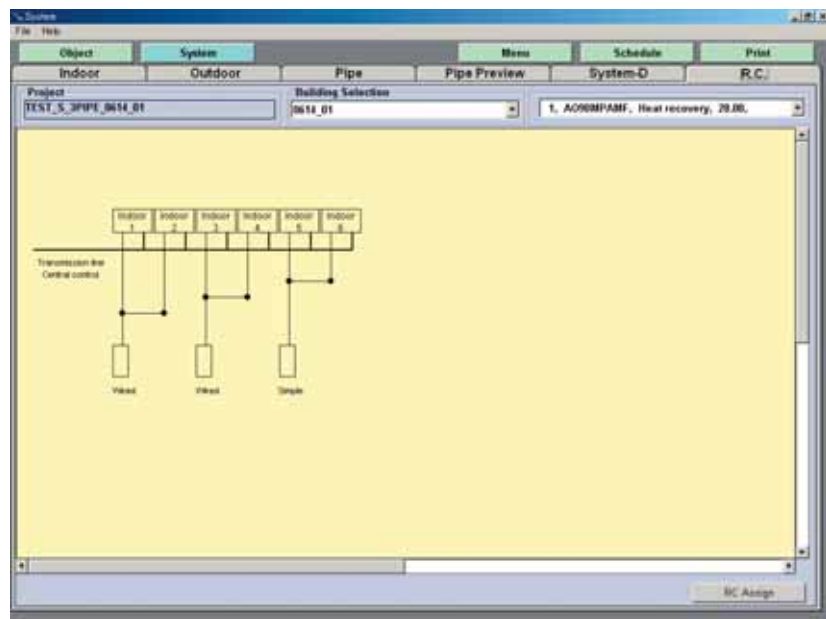 System
File Help
Object System Menu Schedule Print
Indoor Outdoor Pipe Pipe Preview System-D R.C.
Project Building Selection
TEST_S_3PIPE_0614_01 0614_01 1, AO90MPAMF, Heat recovery, 28.00,
Indoor 1 Indoor 2 Indoor 3 Indoor 4 Indoor 5 Indoor 6
Transmission line
Central control
Wired Wired Simple
RC Assign